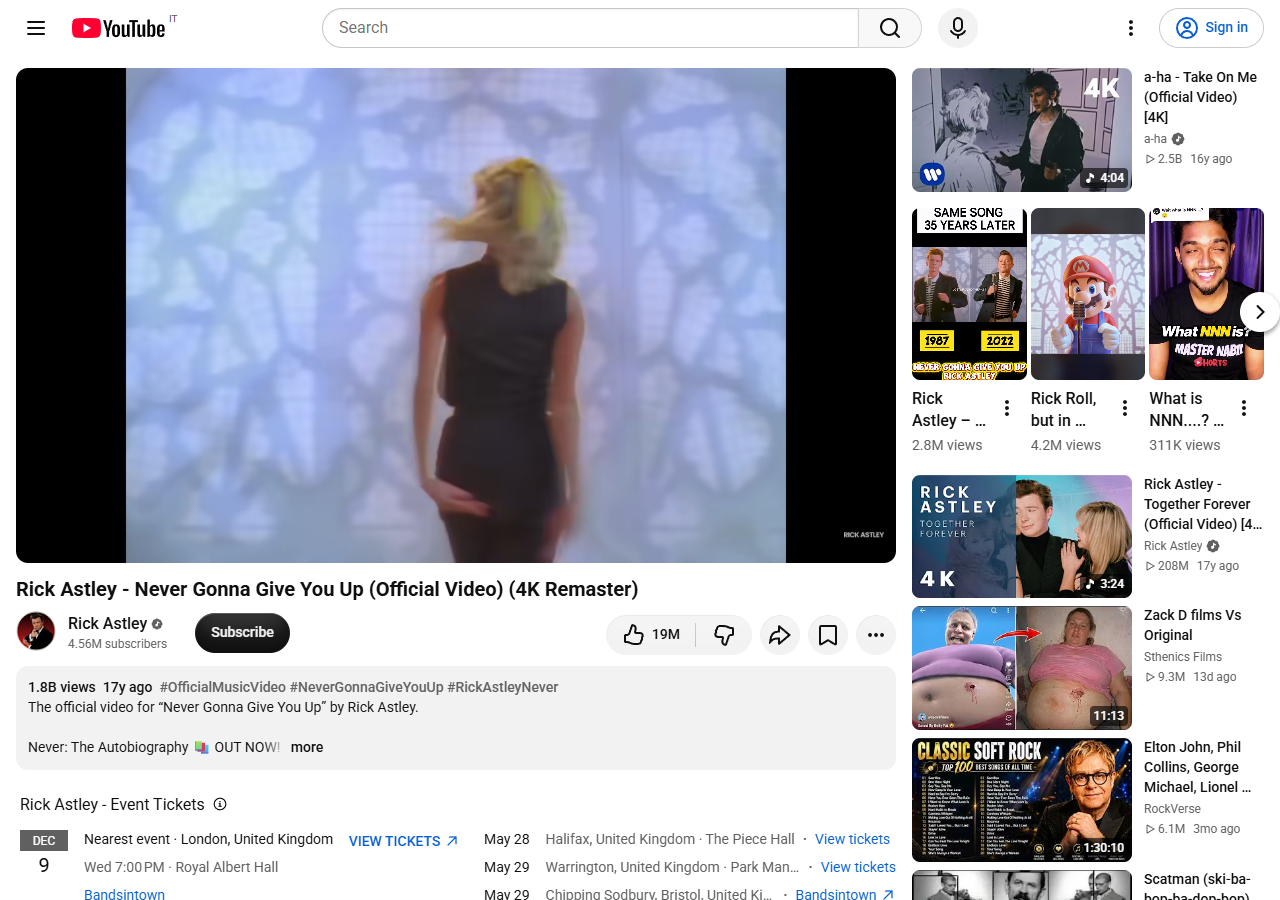 YouTube IT
Search
Sign in
RICK ASTLEY
Rick Astley - Never Gonna Give You Up (Official Video) (4K Remaster)
Rick Astley
4.56M subscribers
Subscribe
19M
1.8B views 17y ago #OfficialMusicVideo #NeverGonnaGiveYouUp #RickAstleyNever
The official video for “Never Gonna Give You Up” by Rick Astley.
Never: The Autobiography 📚 OUT NOW! more
Rick Astley - Event Tickets
DEC
9
Nearest event · London, United Kingdom
VIEW TICKETS
Wed 7:00 PM · Royal Albert Hall
Bandsintown
May 28 Halifax, United Kingdom · The Piece Hall · View tickets
May 29 Warrington, United Kingdom · Park Man... · View tickets
May 29 Chipping Sodbury, Bristol, United Ki... · Bandsintown
4K
4:04
a-ha - Take On Me
(Official Video)
[4K]
a-ha
2.5B 16y ago
SAME SONG
35 YEARS LATER
1987
2022
NEVER GONNA GIVE YOU UP
RICK ASTLEY
Rick
Astley – ...
2.8M views
Rick Roll,
but in ...
4.2M views
What NNN is?
MASTER NABIL
SHORTS
What is
NNN....? ...
311K views
RICK
ASTLEY
TOGETHER
FOREVER
4K
3:24
Rick Astley -
Together Forever
(Official Video) [4...
Rick Astley
208M 17y ago
11:13
Zack D films Vs
Original
Sthenics Films
9.3M 13d ago
CLASSIC SOFT ROCK
TOP 100 BEST SONGS OF ALL TIME
1:30:10
Elton John, Phil
Collins, George
Michael, Lionel ...
RockVerse
6.1M 3mo ago
Scatman (ski-ba-
bop-ba-dop-bop)